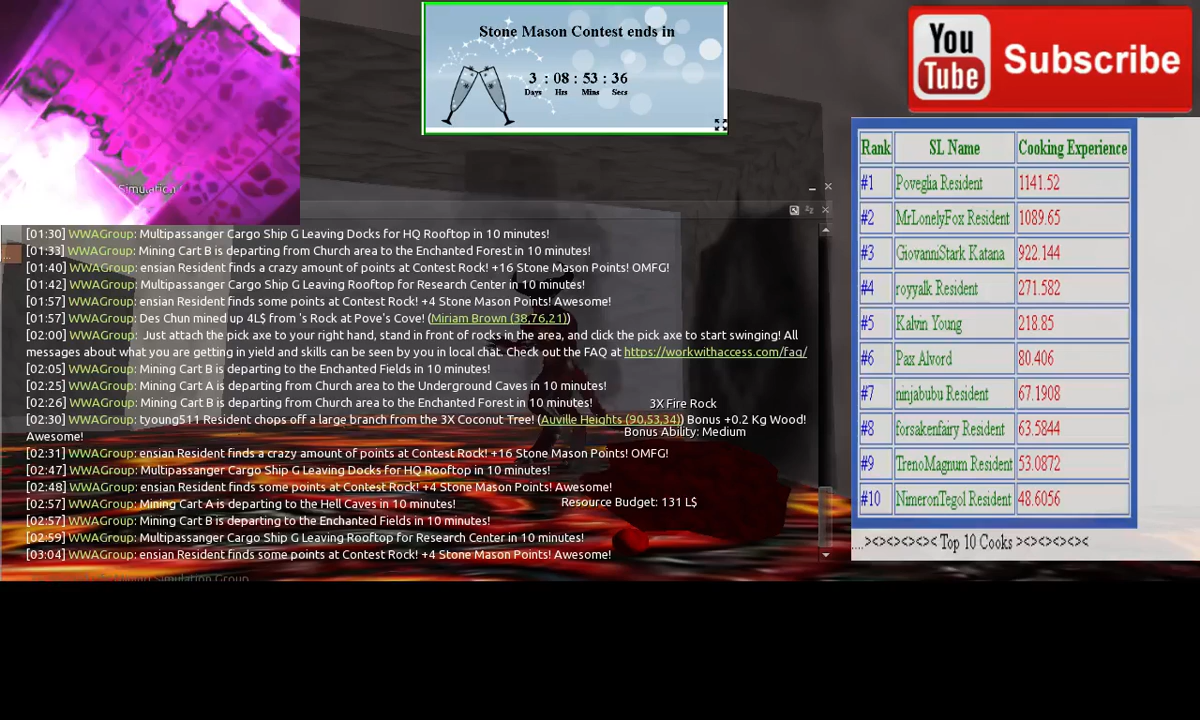 Stone Mason Contest ends in
3 : 08 : 53 : 36
Days Hrs Mins Secs
You Tube Subscribe
Simulation
[01:30] WWAGroup: Multipassanger Cargo Ship G Leaving Docks for HQ Rooftop in 10 minutes!
[01:33] WWAGroup: Mining Cart B is departing from Church area to the Enchanted Forest in 10 minutes!
[01:40] WWAGroup: ensian Resident finds a crazy amount of points at Contest Rock! +16 Stone Mason Points! OMFG!
[01:42] WWAGroup: Multipassanger Cargo Ship G Leaving Rooftop for Research Center in 10 minutes!
[01:57] WWAGroup: ensian Resident finds some points at Contest Rock! +4 Stone Mason Points! Awesome!
[01:57] WWAGroup: Des Chun mined up 4L$ from 's Rock at Pove's Cove! (Miriam Brown (38,76,21))
[02:00] WWAGroup: Just attach the pick axe to your right hand, stand in front of rocks in the area, and click the pick axe to start swinging! All
messages about what you are getting in yield and skills can be seen by you in local chat. Check out the FAQ at https://workwithaccess.com/faq/
[02:05] WWAGroup: Mining Cart B is departing to the Enchanted Fields in 10 minutes!
[02:25] WWAGroup: Mining Cart A is departing from Church area to the Underground Caves in 10 minutes!
[02:26] WWAGroup: Mining Cart B is departing from Church area to the Enchanted Forest in 10 minutes!
[02:30] WWAGroup: tyoung511 Resident chops off a large branch from the 3X Coconut Tree! (Auville Heights (90,53,34)) Bonus +0.2 Kg Wood!
Awesome!
[02:31] WWAGroup: ensian Resident finds a crazy amount of points at Contest Rock! +16 Stone Mason Points! OMFG!
[02:47] WWAGroup: Multipassanger Cargo Ship G Leaving Docks for HQ Rooftop in 10 minutes!
[02:48] WWAGroup: ensian Resident finds some points at Contest Rock! +4 Stone Mason Points! Awesome!
[02:57] WWAGroup: Mining Cart A is departing to the Hell Caves in 10 minutes!
[02:57] WWAGroup: Mining Cart B is departing to the Enchanted Fields in 10 minutes!
[02:59] WWAGroup: Multipassanger Cargo Ship G Leaving Rooftop for Research Center in 10 minutes!
[03:04] WWAGroup: ensian Resident finds some points at Contest Rock! +4 Stone Mason Points! Awesome!
Simulation Group
3X Fire Rock
Bonus Ability: Medium
Resource Budget: 131 L$
Rank SL Name Cooking Experience
#1 Poveglia Resident 1141.52
#2 MrLonelyFox Resident 1089.65
#3 GiovanniStark Katana 922.144
#4 royyalk Resident 271.582
#5 Kalvin Young 218.85
#6 Pax Alvord 80.406
#7 ninjabubu Resident 67.1908
#8 forsakenfairy Resident 63.5844
#9 TrenoMagnum Resident 53.0872
#10 NimeronTegol Resident 48.6056
....><><><><>< Top 10 Cooks ><><><><><